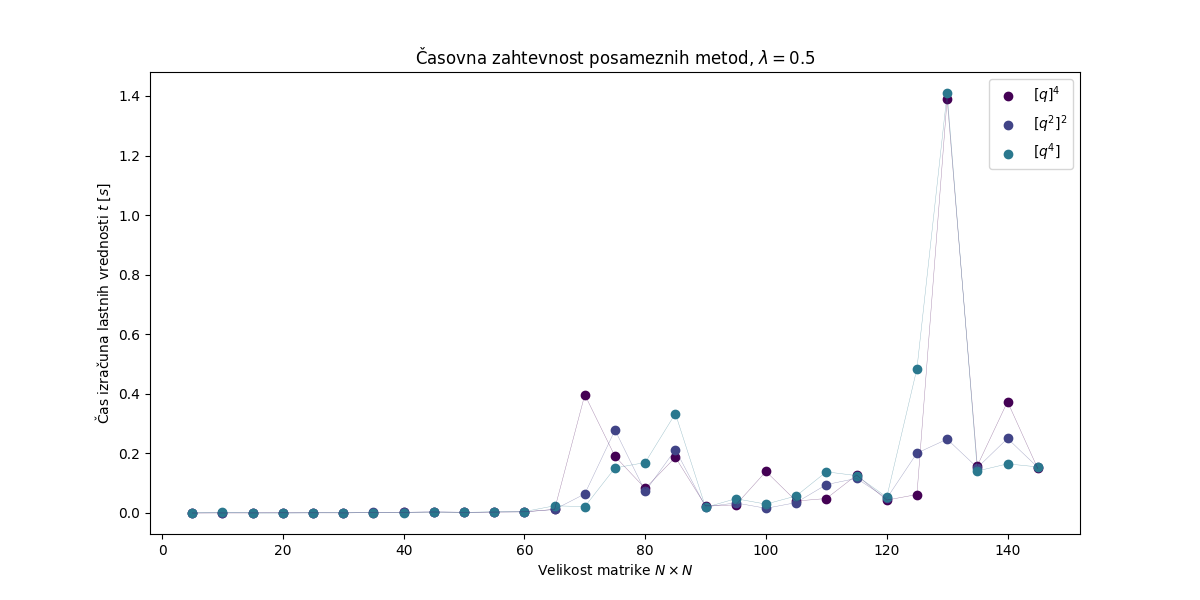 Časovna zahtevnost posameznih metod, λ = 0.5
[q]⁴
[q²]²
[q⁴]
Čas izračuna lastnih vrednosti t [s]
1.4
1.2
1.0
0.8
0.6
0.4
0.2
0.0
0 20 40 60 80 100 120 140
Velikost matrike N × N